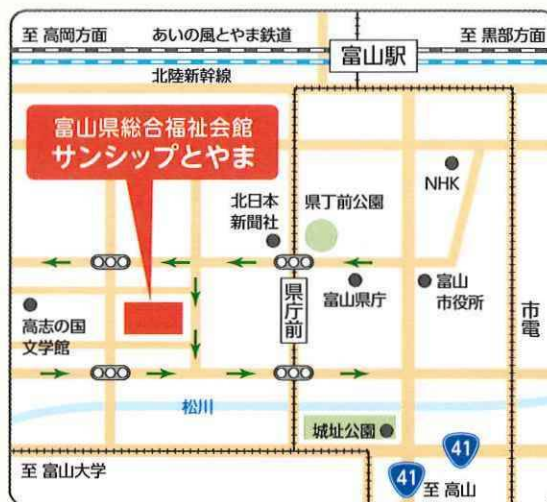 至 高岡方面
あいの風とやま鉄道
至 黒部方面
富山駅
北陸新幹線
富山県総合福祉会館
サンシップとやま
NHK
北日本
新聞社
県丁前公園
富山県庁
富山
市役所
県庁前
市電
高志の国
文学館
松川
城址公園
41
至 富山大学
41
至 高山